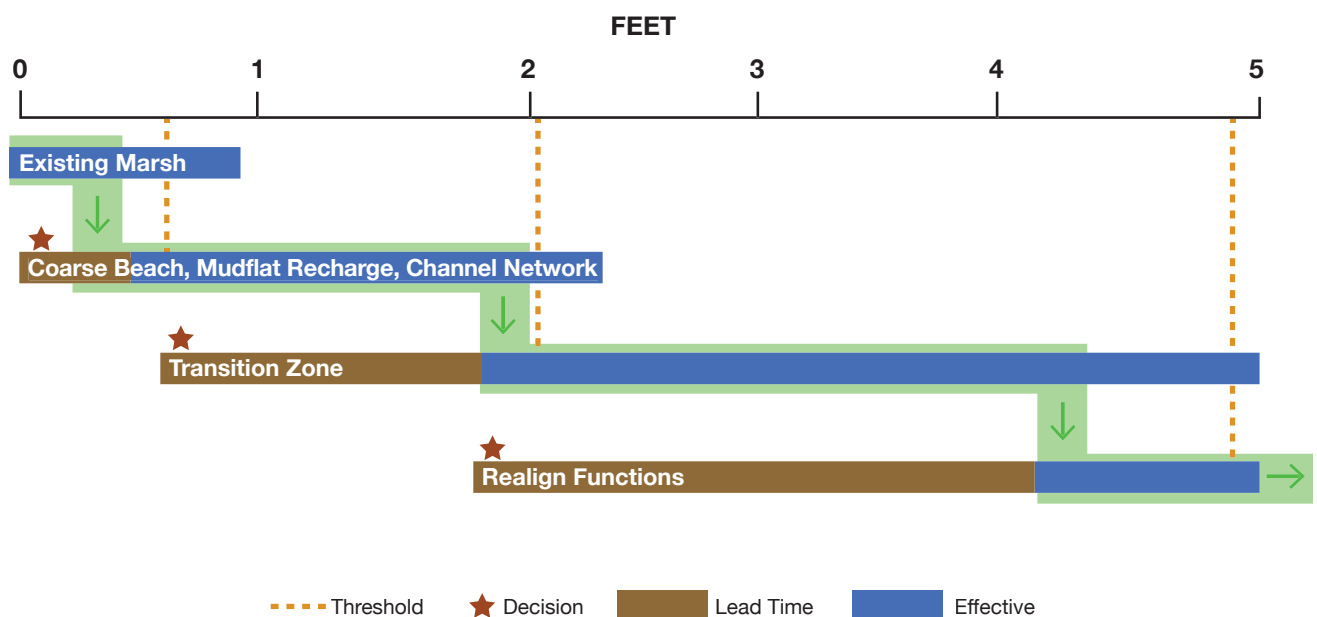 FEET
0 1 2 3 4 5
Existing Marsh
Coarse Beach, Mudflat Recharge, Channel Network
Transition Zone
Realign Functions
Threshold Decision Lead Time Effective